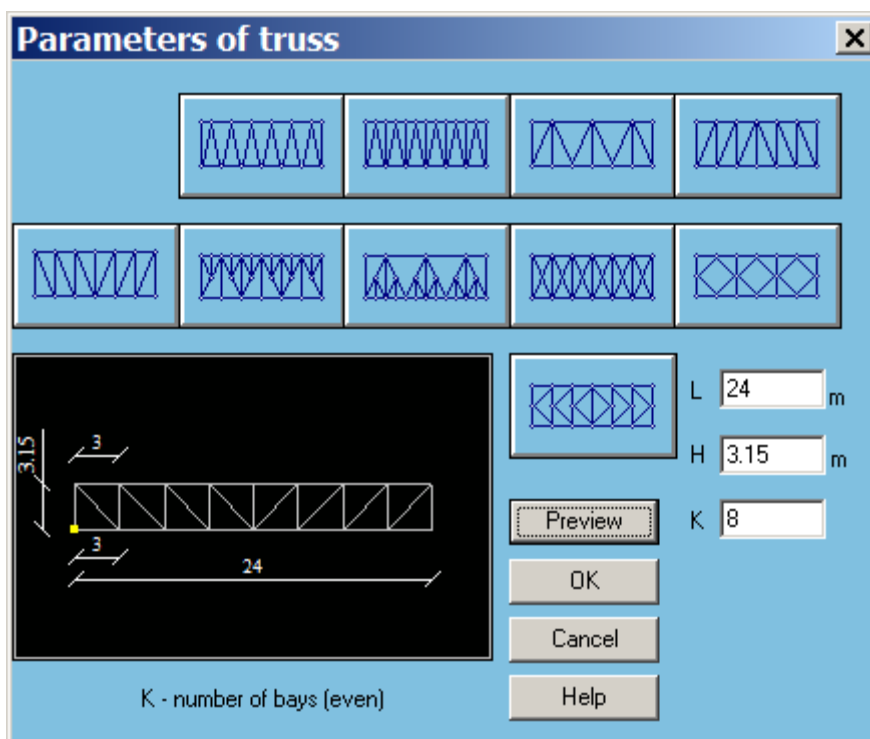 Parameters of truss
L 24 m
3.15
3
H 3.15 m
Preview
K 8
3
24
OK
Cancel
K - number of bays (even)
Help